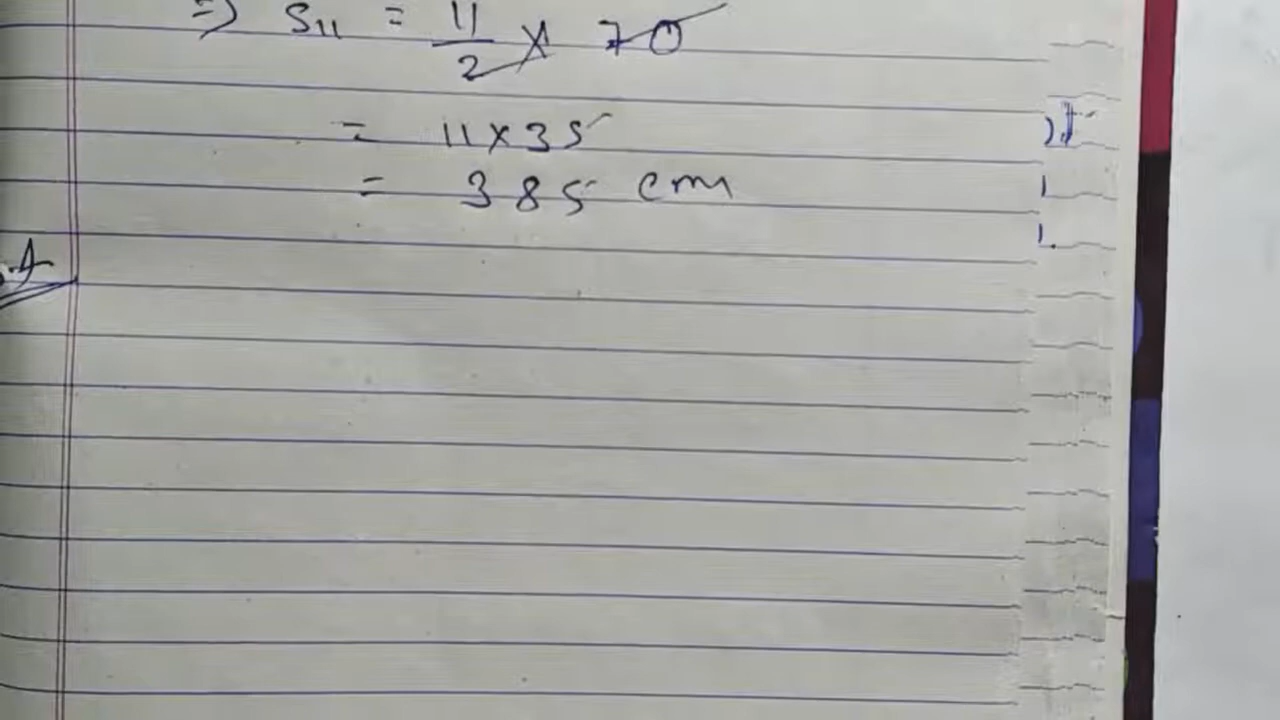 => S11 = 11/2 × 70
= 11×35
= 385 cm